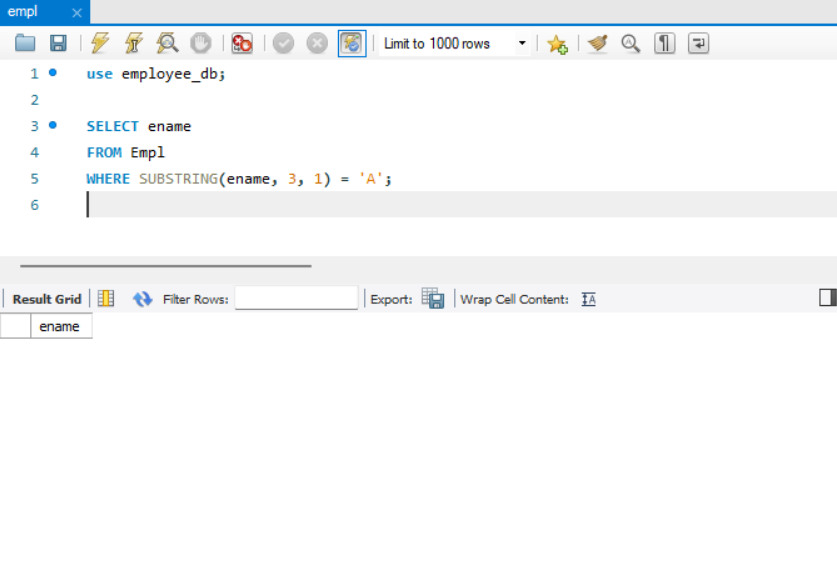 empl
Limit to 1000 rows
1 use employee_db;
2
3 SELECT ename
4 FROM Empl
5 WHERE SUBSTRING(ename, 3, 1) = 'A';
6
Result Grid Filter Rows: Export: Wrap Cell Content:
ename